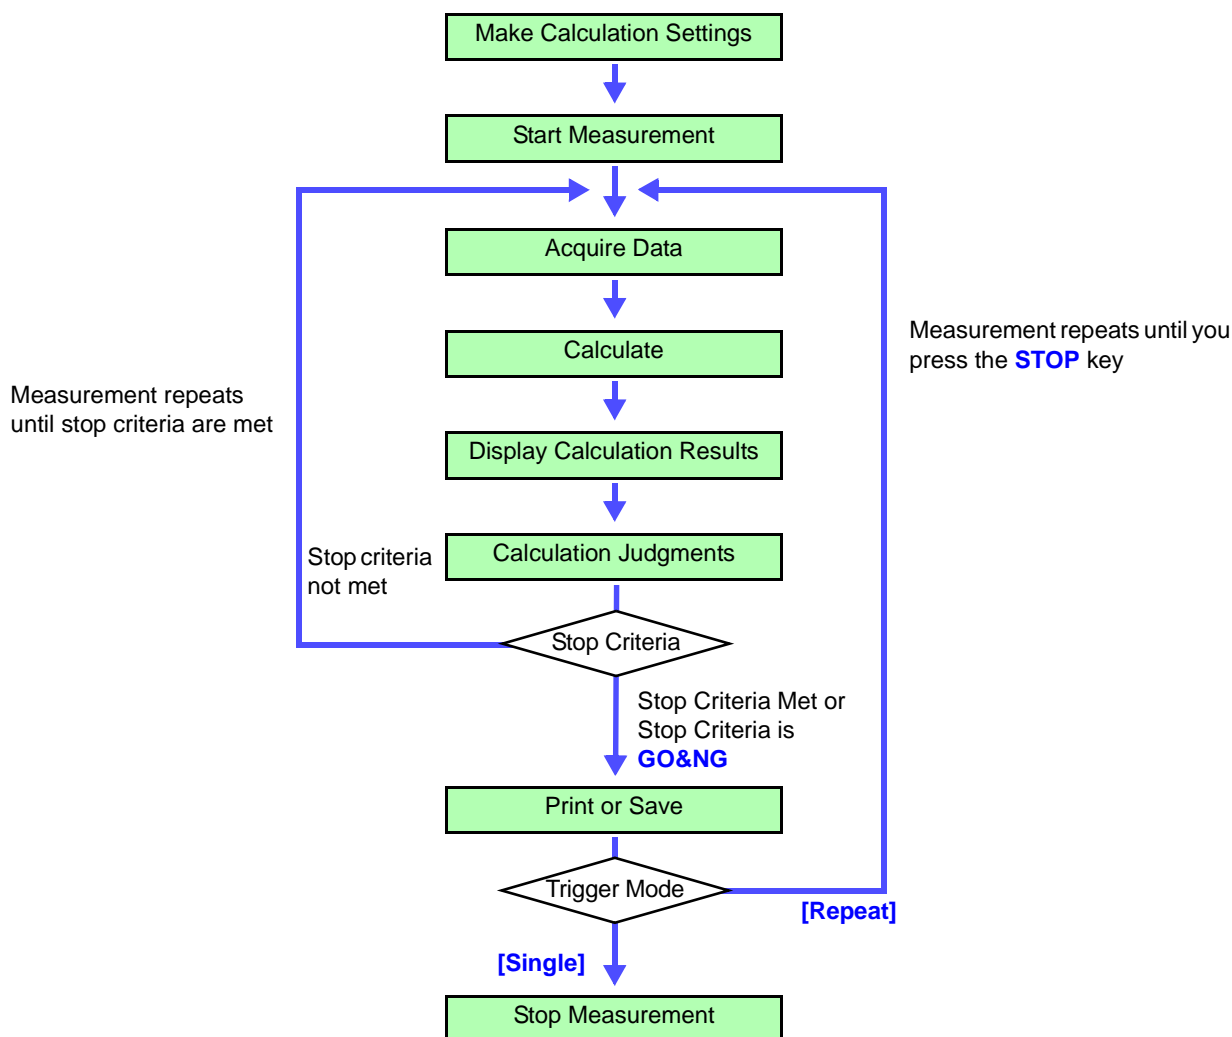 Make Calculation Settings
Start Measurement
Acquire Data
Calculate
Measurement repeats until you
press the STOP key
Measurement repeats
until stop criteria are met
Display Calculation Results
Calculation Judgments
Stop criteria
not met
Stop Criteria
Stop Criteria Met or
Stop Criteria is
GO&NG
Print or Save
Trigger Mode
[Repeat]
[Single]
Stop Measurement